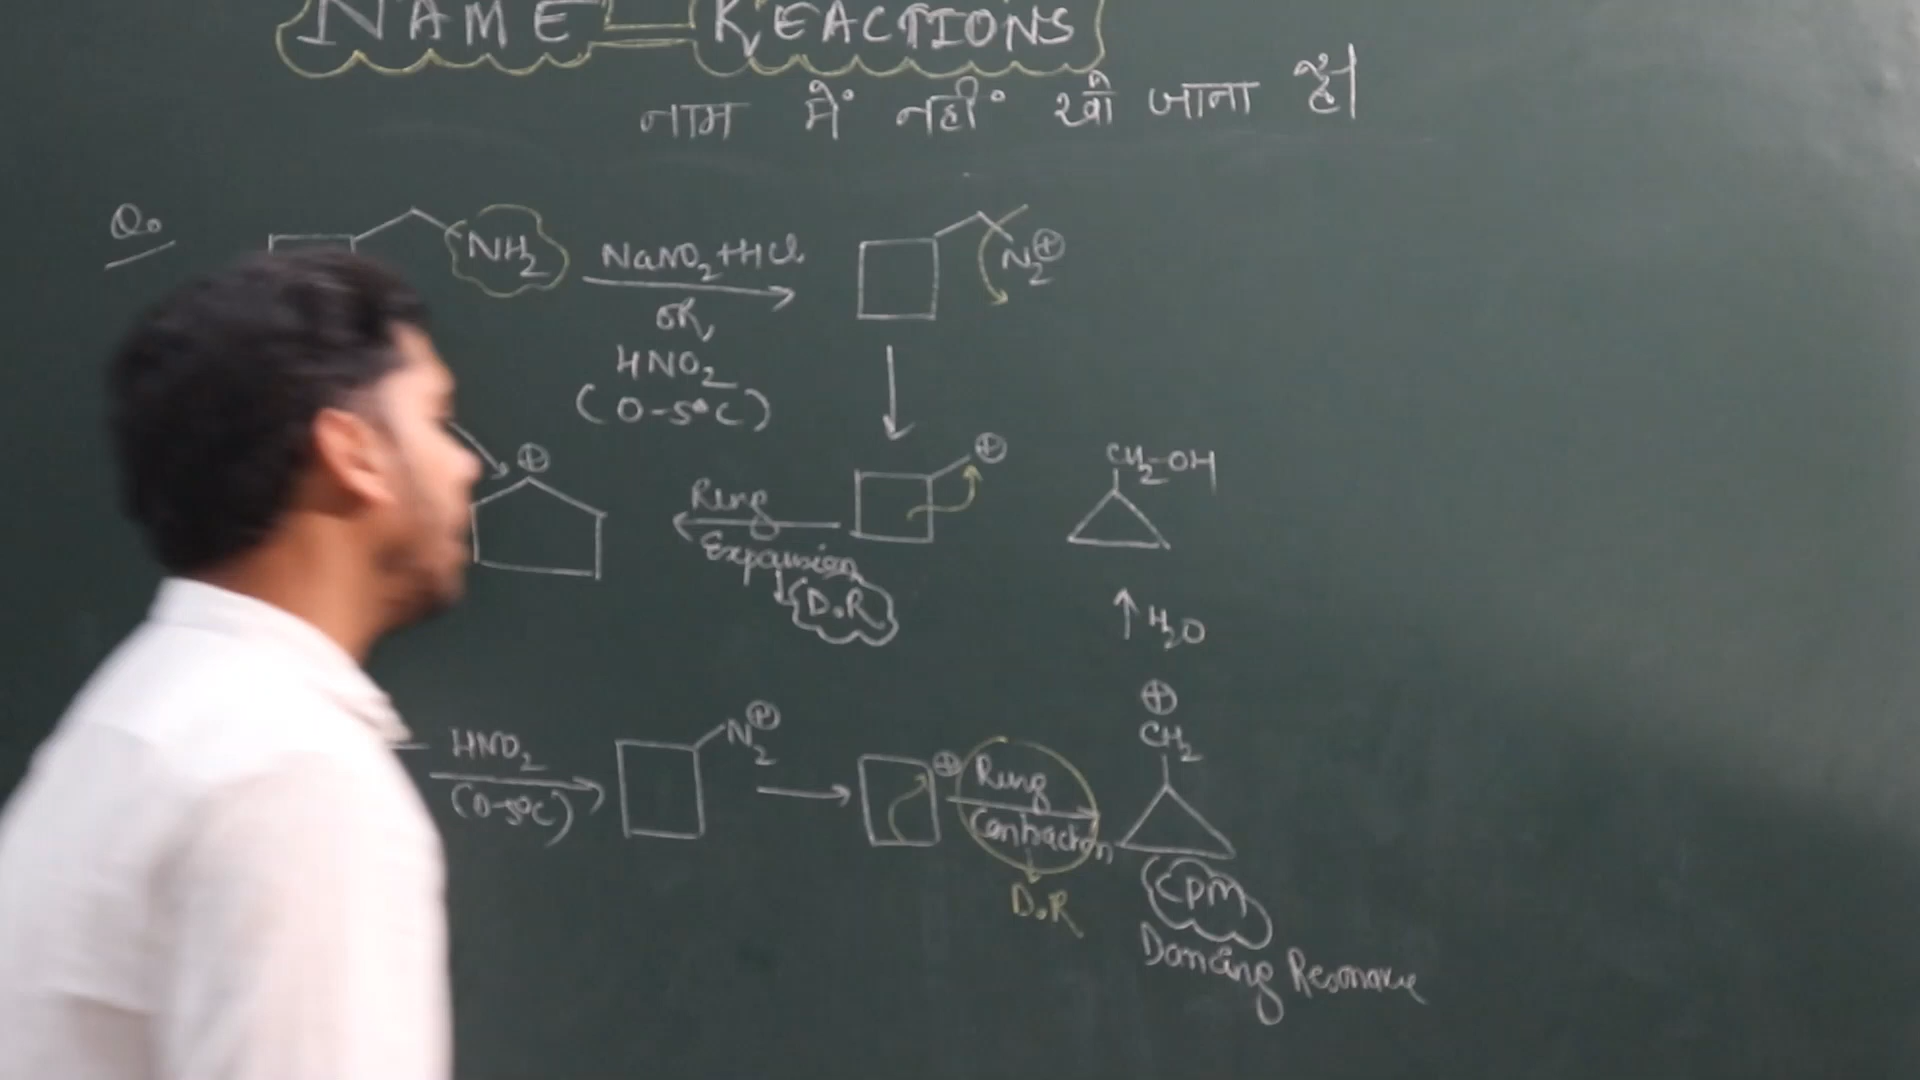 NAME REACTIONS
नाम में नहीं खो जाना है।
Q.
NH2
NaNO2+HCl
OR
HNO2
(0-5°C)
N2⊕
⊕
Ring
Expansion
D.R
⊕
CH2-OH
↑ H2O
⊕
CH2
HNO2
(0-5°C)
N2⊕
⊕
Ring
Contraction
D.R
CPM
Dancing Resonance